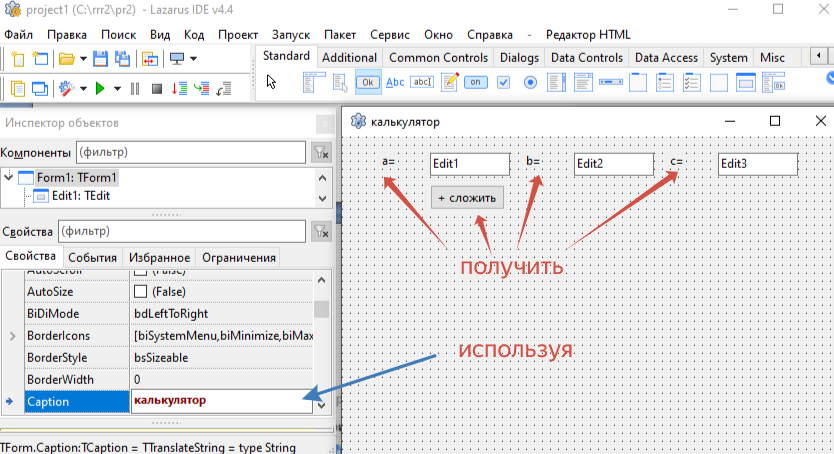 project1 (C:\rrr2\pr2) - Lazarus IDE v4.4
Файл Правка Поиск Вид Код Проект Запуск Пакет Сервис Окно Справка - Редактор HTML
Standard Additional Common Controls Dialogs Data Controls Data Access System Misc
Ok Abc abI on Ok
Инспектор объектов
Компоненты (фильтр)
Form1: TForm1
Edit1: TEdit
Свойства (фильтр)
Свойства События Избранное Ограничения
AutoScroll (False)
AutoSize (False)
BiDiMode bdLeftToRight
BorderIcons [biSystemMenu,biMinimize,biMax
BorderStyle bsSizeable
BorderWidth 0
Caption калькулятор
TForm.Caption:TCaption = TTranslateString = type String
калькулятор
a= Edit1 b= Edit2 c= Edit3
+ сложить
получить
используя